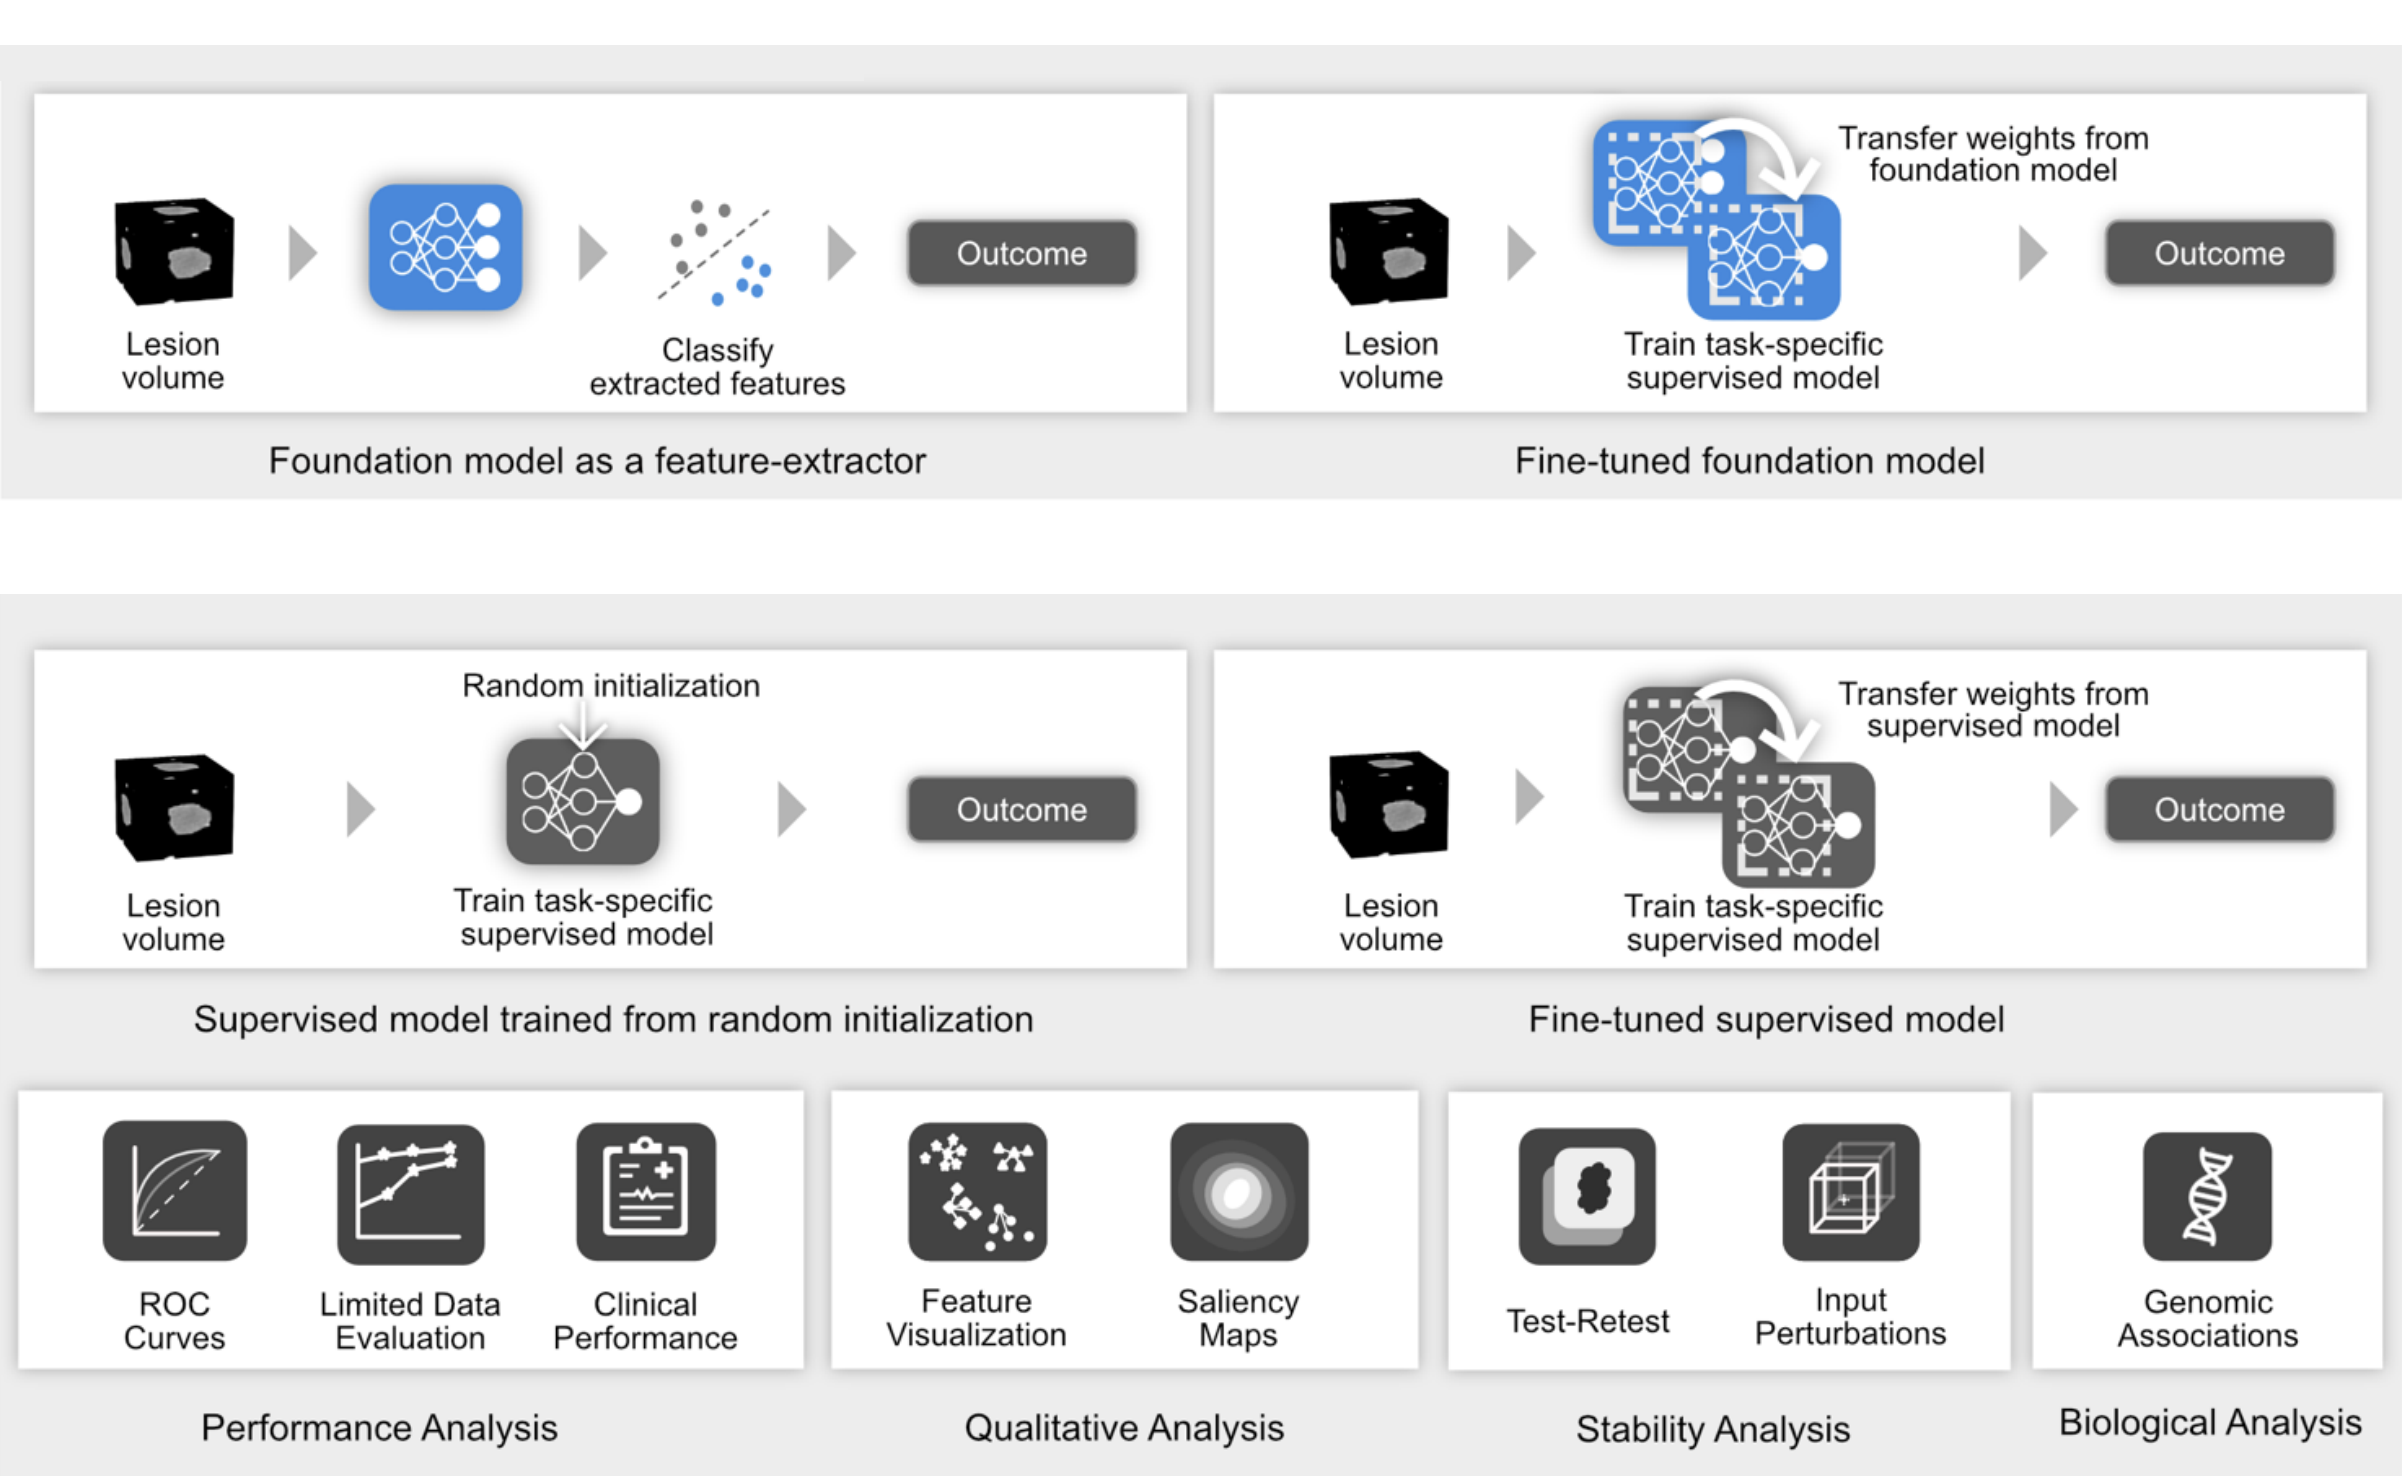 Lesion
volume
Classify
extracted features
Outcome
Foundation model as a feature-extractor
Transfer weights from
foundation model
Lesion
volume
Train task-specific
supervised model
Outcome
Fine-tuned foundation model
Random initialization
Lesion
volume
Train task-specific
supervised model
Outcome
Supervised model trained from random initialization
Transfer weights from
supervised model
Lesion
volume
Train task-specific
supervised model
Outcome
Fine-tuned supervised model
ROC
Curves
Limited Data
Evaluation
Clinical
Performance
Performance Analysis
Feature
Visualization
Saliency
Maps
Qualitative Analysis
Test-Retest
Input
Perturbations
Stability Analysis
Genomic
Associations
Biological Analysis